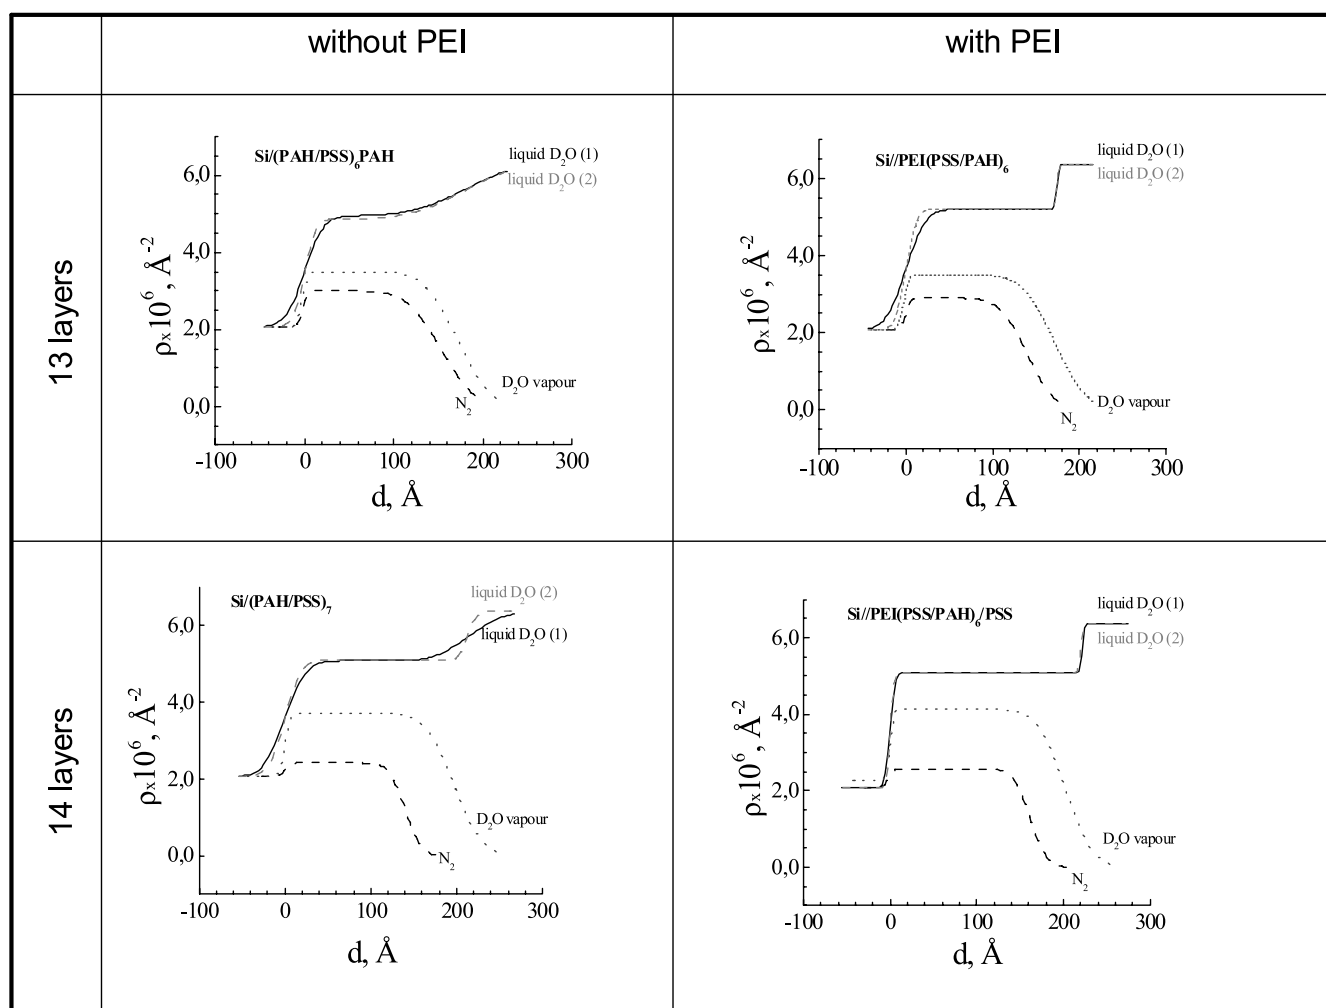 without PEI
with PEI
13 layers
Si/(PAH/PSS)6PAH
liquid D2O (1)
liquid D2O (2)
6,0
4,0
2,0
0,0
ρx10^6, Å^-2
D2O vapour
N2
-100 0 100 200 300
d, Å
Si//PEI(PSS/PAH)6
liquid D2O (1)
liquid D2O (2)
6,0
4,0
2,0
0,0
ρx10^6, Å^-2
D2O vapour
N2
-100 0 100 200 300
d, Å
14 layers
Si/(PAH/PSS)7
liquid D2O (2)
liquid D2O (1)
6,0
4,0
2,0
0,0
ρx10^6, Å^-2
D2O vapour
N2
-100 0 100 200 300
d, Å
Si//PEI(PSS/PAH)6/PSS
liquid D2O (1)
liquid D2O (2)
6,0
4,0
2,0
0,0
ρx10^6, Å^-2
D2O vapour
N2
-100 0 100 200 300
d, Å